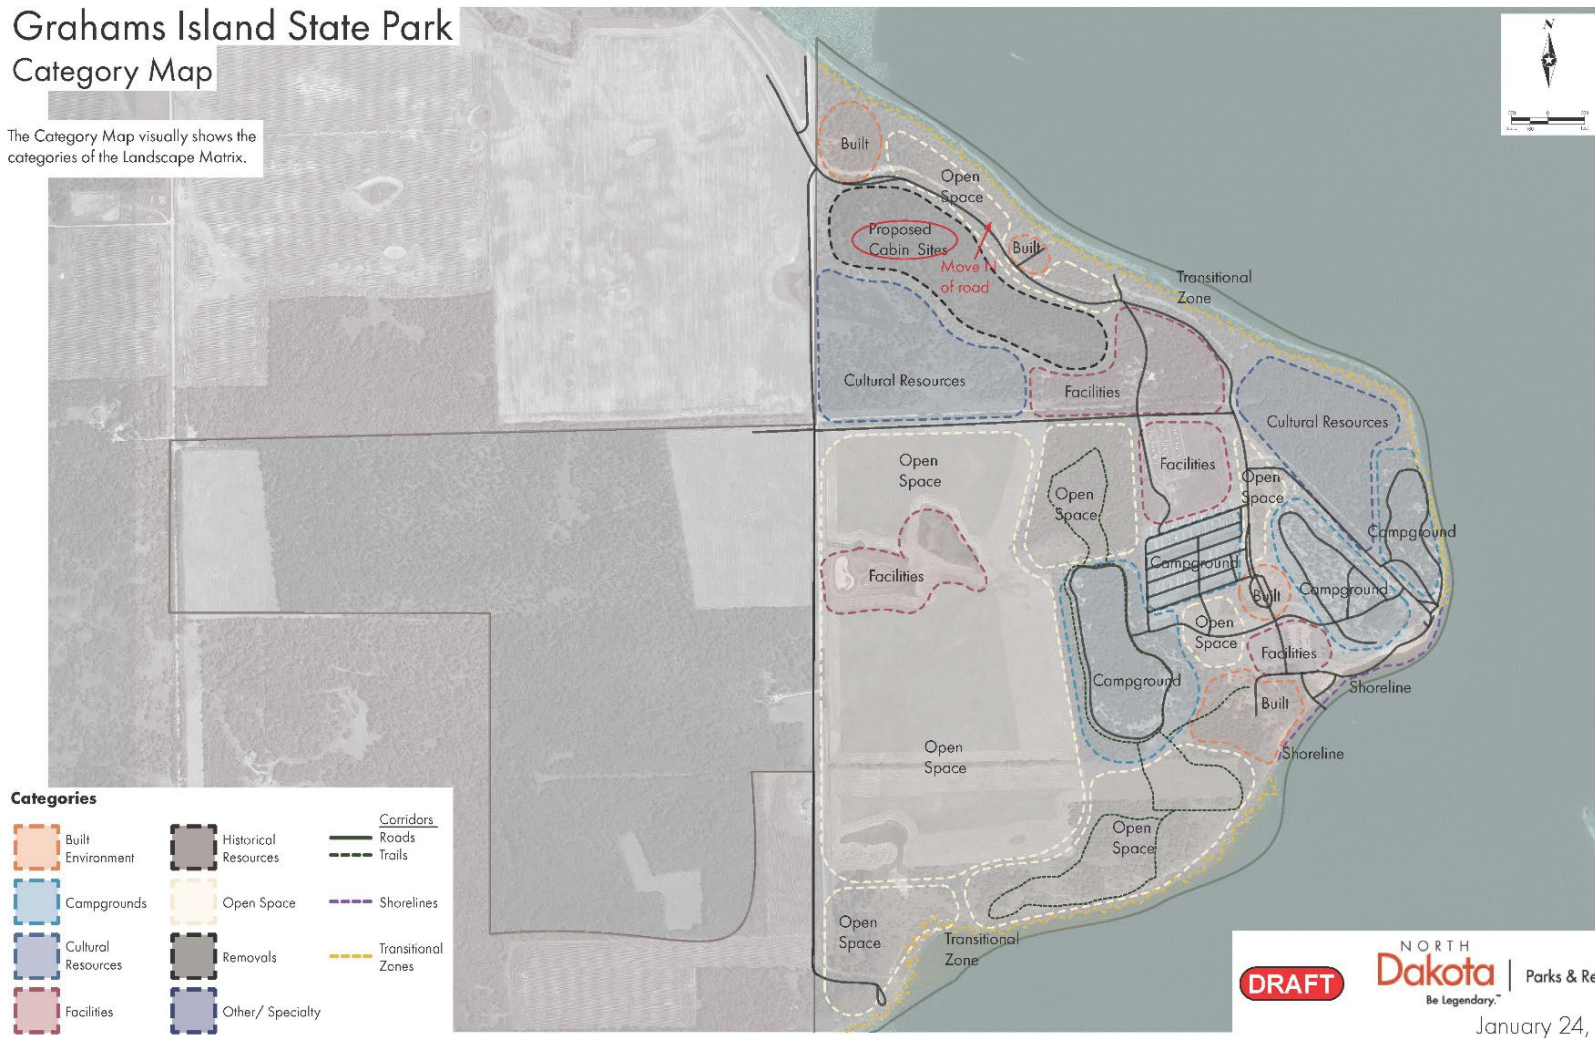 Grahams Island State Park
Category Map
The Category Map visually shows the
categories of the Landscape Matrix.
N
Built
Open
Space
Proposed
Cabin Sites
Move N
of road
Built
Transitional
Zone
Cultural Resources
Facilities
Cultural Resources
Open
Space
Facilities
Open
Space
Open
Space
Campground
Facilities
Campground
Campground
Built
Open
Space
Facilities
Campground
Shoreline
Built
Shoreline
Open
Space
Open
Space
Open
Space
Transitional
Zone
Categories
Built
Environment
Campgrounds
Cultural
Resources
Facilities
Historical
Resources
Open Space
Removals
Other/ Specialty
Corridors
Roads
Trails
Shorelines
Transitional
Zones
DRAFT
NORTH
Dakota
Be Legendary.™
Parks & Re
January 24,